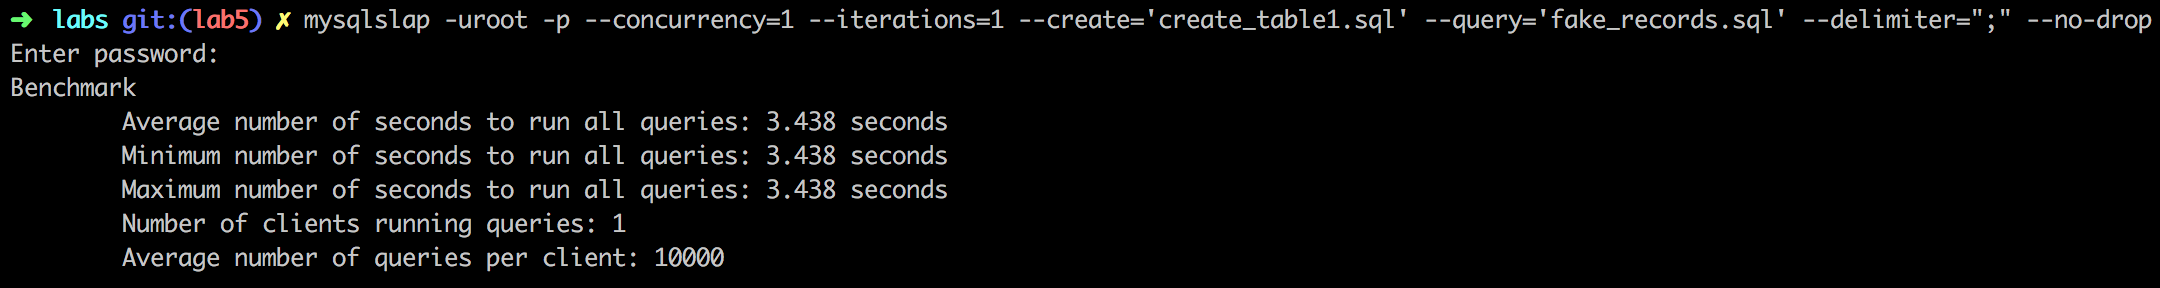 ➜ labs git:(lab5) ✗ mysqlslap -uroot -p --concurrency=1 --iterations=1 --create='create_table1.sql' --query='fake_records.sql' --delimiter=";" --no-drop
Enter password:
Benchmark
Average number of seconds to run all queries: 3.438 seconds
Minimum number of seconds to run all queries: 3.438 seconds
Maximum number of seconds to run all queries: 3.438 seconds
Number of clients running queries: 1
Average number of queries per client: 10000